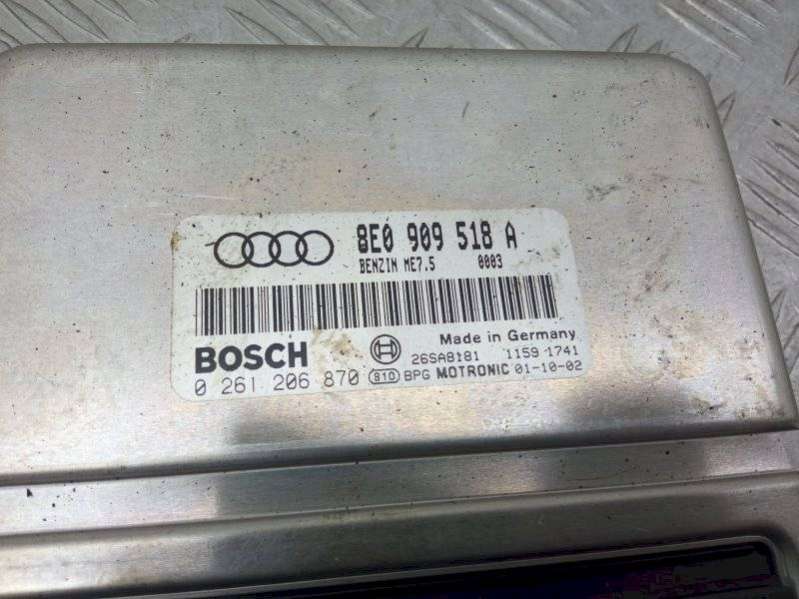 8E0 909 518 A
BENZIN ME7.5 0003
BOSCH
Made in Germany
26SA8181 1159 1741
0 261 206 870 810 BPG MOTRONIC 01-10-02